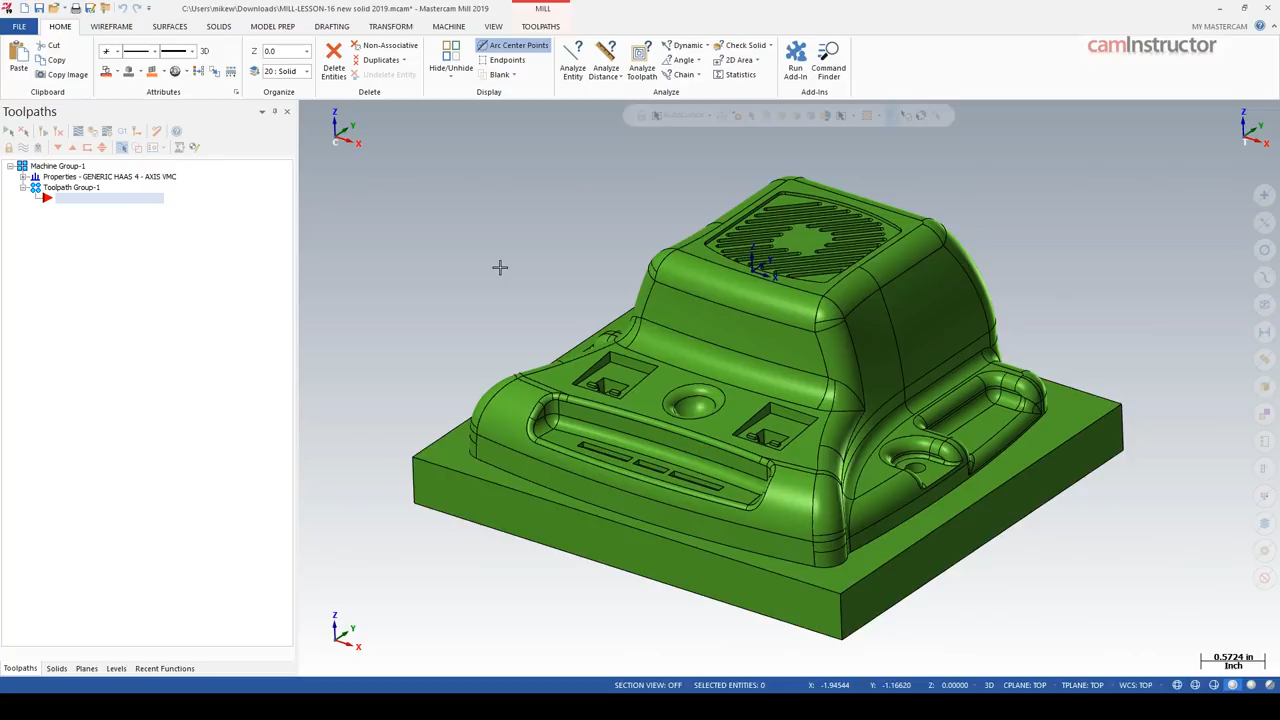 C:\Users\mikew\Downloads\MILL-LESSON-16 new solid 2019.mcam* - Mastercam Mill 2019
MILL
FILE HOME WIREFRAME SURFACES SOLIDS MODEL PREP DRAFTING TRANSFORM MACHINE VIEW TOOLPATHS MY MASTERCAM
camInstructor
Paste
Cut
Copy
Copy Image
Clipboard
3D
Attributes
Z 0.0
20 : Solid
Organize
Delete Entities
Non-Associative
Duplicates
Undelete Entity
Delete
Hide/Unhide
Arc Center Points
Endpoints
Blank
Display
Analyze Entity
Analyze Distance
Analyze Toolpath
Dynamic
Angle
Chain
Check Solid
2D Area
Statistics
Analyze
Run Add-In
Command Finder
Add-Ins
Toolpaths
Machine Group-1
Properties - GENERIC HAAS 4 - AXIS VMC
Toolpath Group-1
Z Y X C
Z Y X T
Z Y X
Z Y X
0.5724 in
Inch
Toolpaths Solids Planes Levels Recent Functions
SECTION VIEW: OFF SELECTED ENTITIES: 0 X: -1.94544 Y: -1.16620 Z: 0.00000 3D CPLANE: TOP TPLANE: TOP WCS: TOP